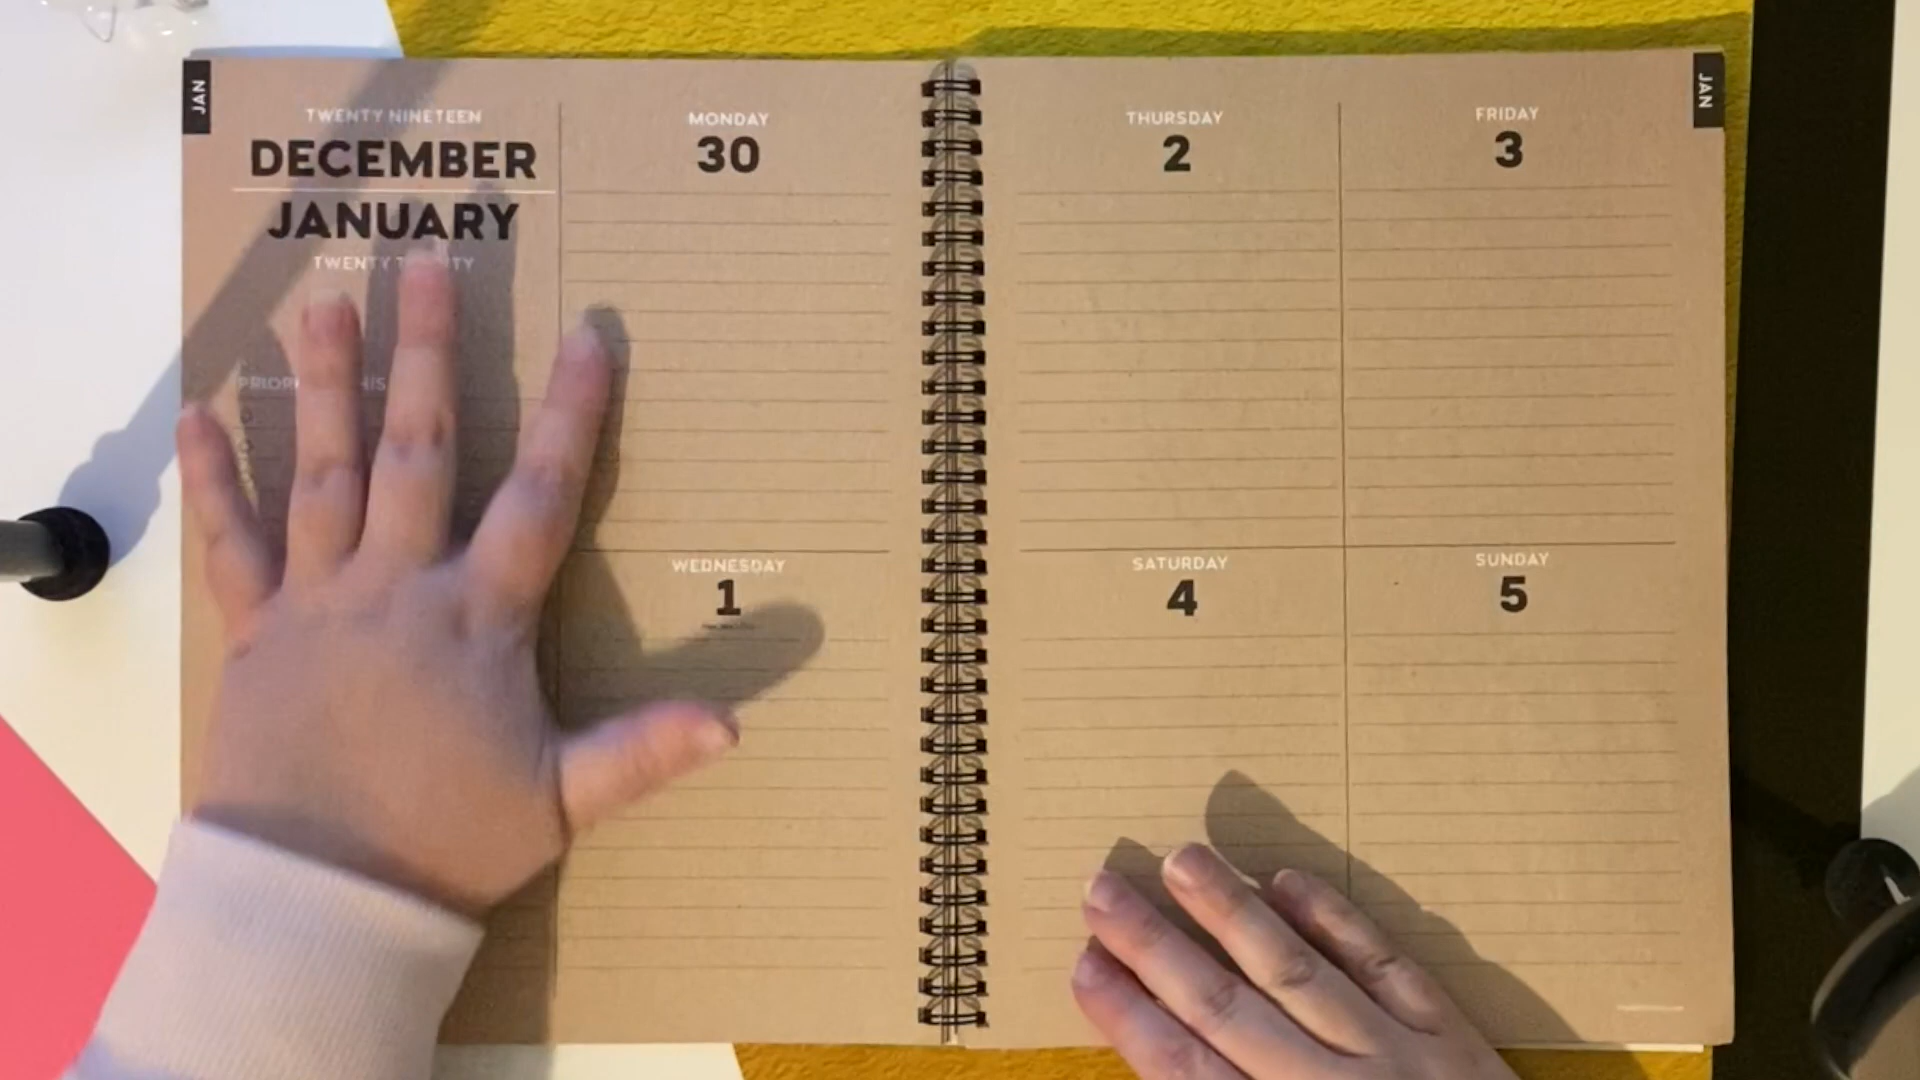 JAN
TWENTY NINETEEN
DECEMBER
JANUARY
MONDAY
30
WEDNESDAY
1
THURSDAY
2
FRIDAY
3
SATURDAY
4
SUNDAY
5
JAN